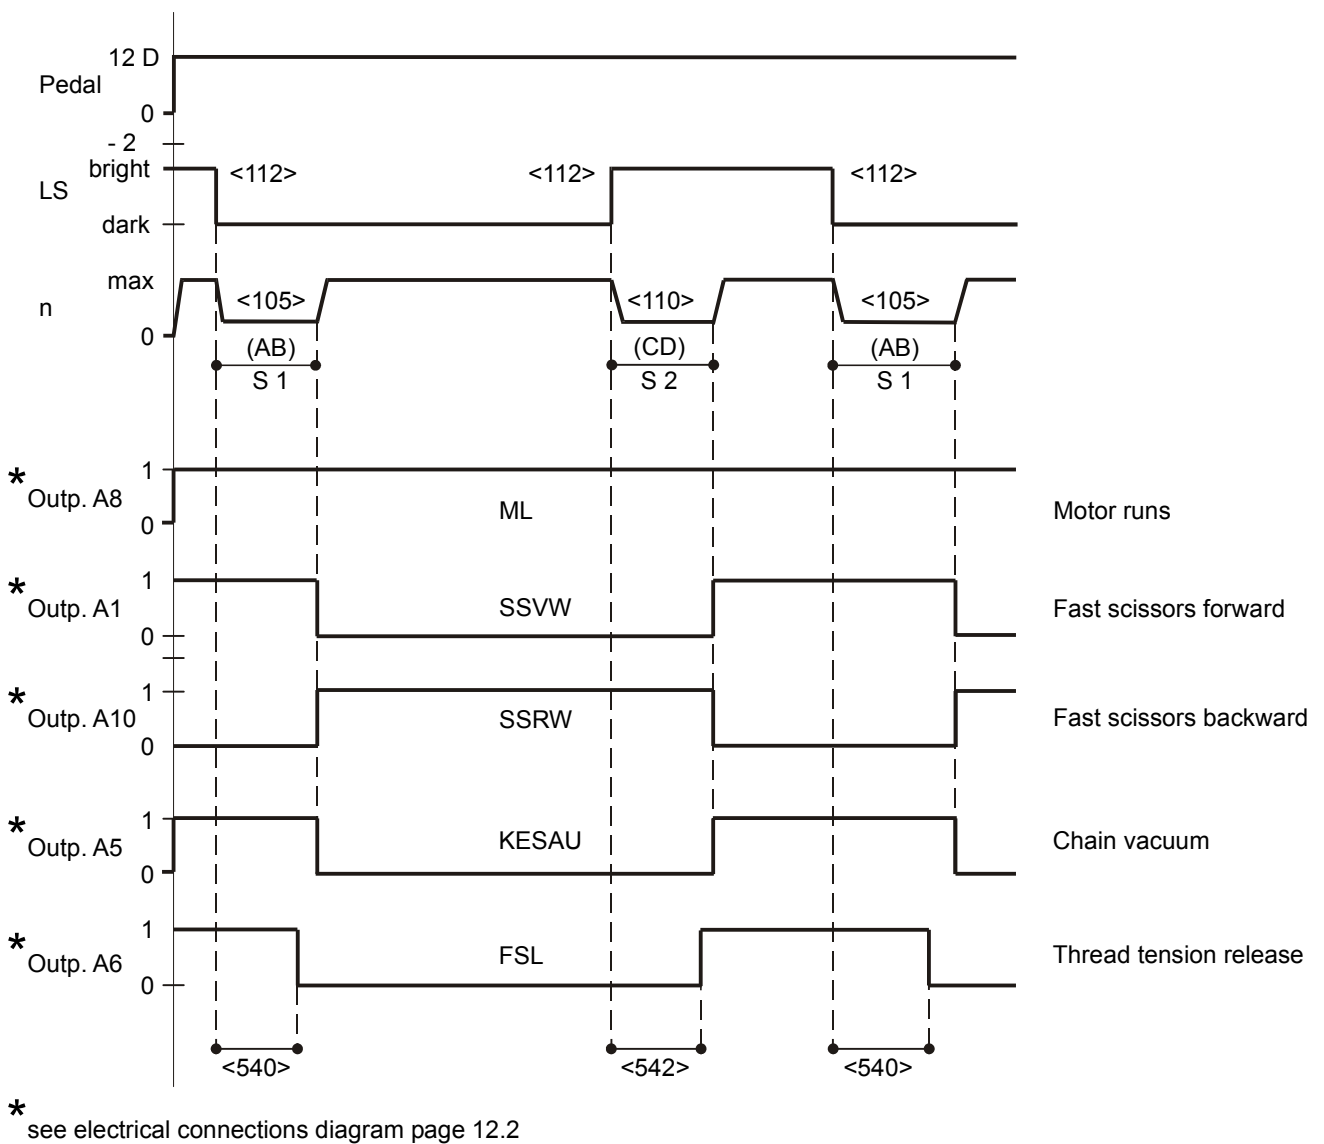 12 D
Pedal
0
- 2
bright
<112> <112> <112>
LS
dark
max
<105> <110> <105>
n
0
(AB) (CD) (AB)
S 1 S 2 S 1
1
* Outp. A8 ML Motor runs
0
1
* Outp. A1 SSVW Fast scissors forward
0
1
* Outp. A10 SSRW Fast scissors backward
0
1
* Outp. A5 KESAU Chain vacuum
0
1
* Outp. A6 FSL Thread tension release
0
<540> <542> <540>
* see electrical connections diagram page 12.2